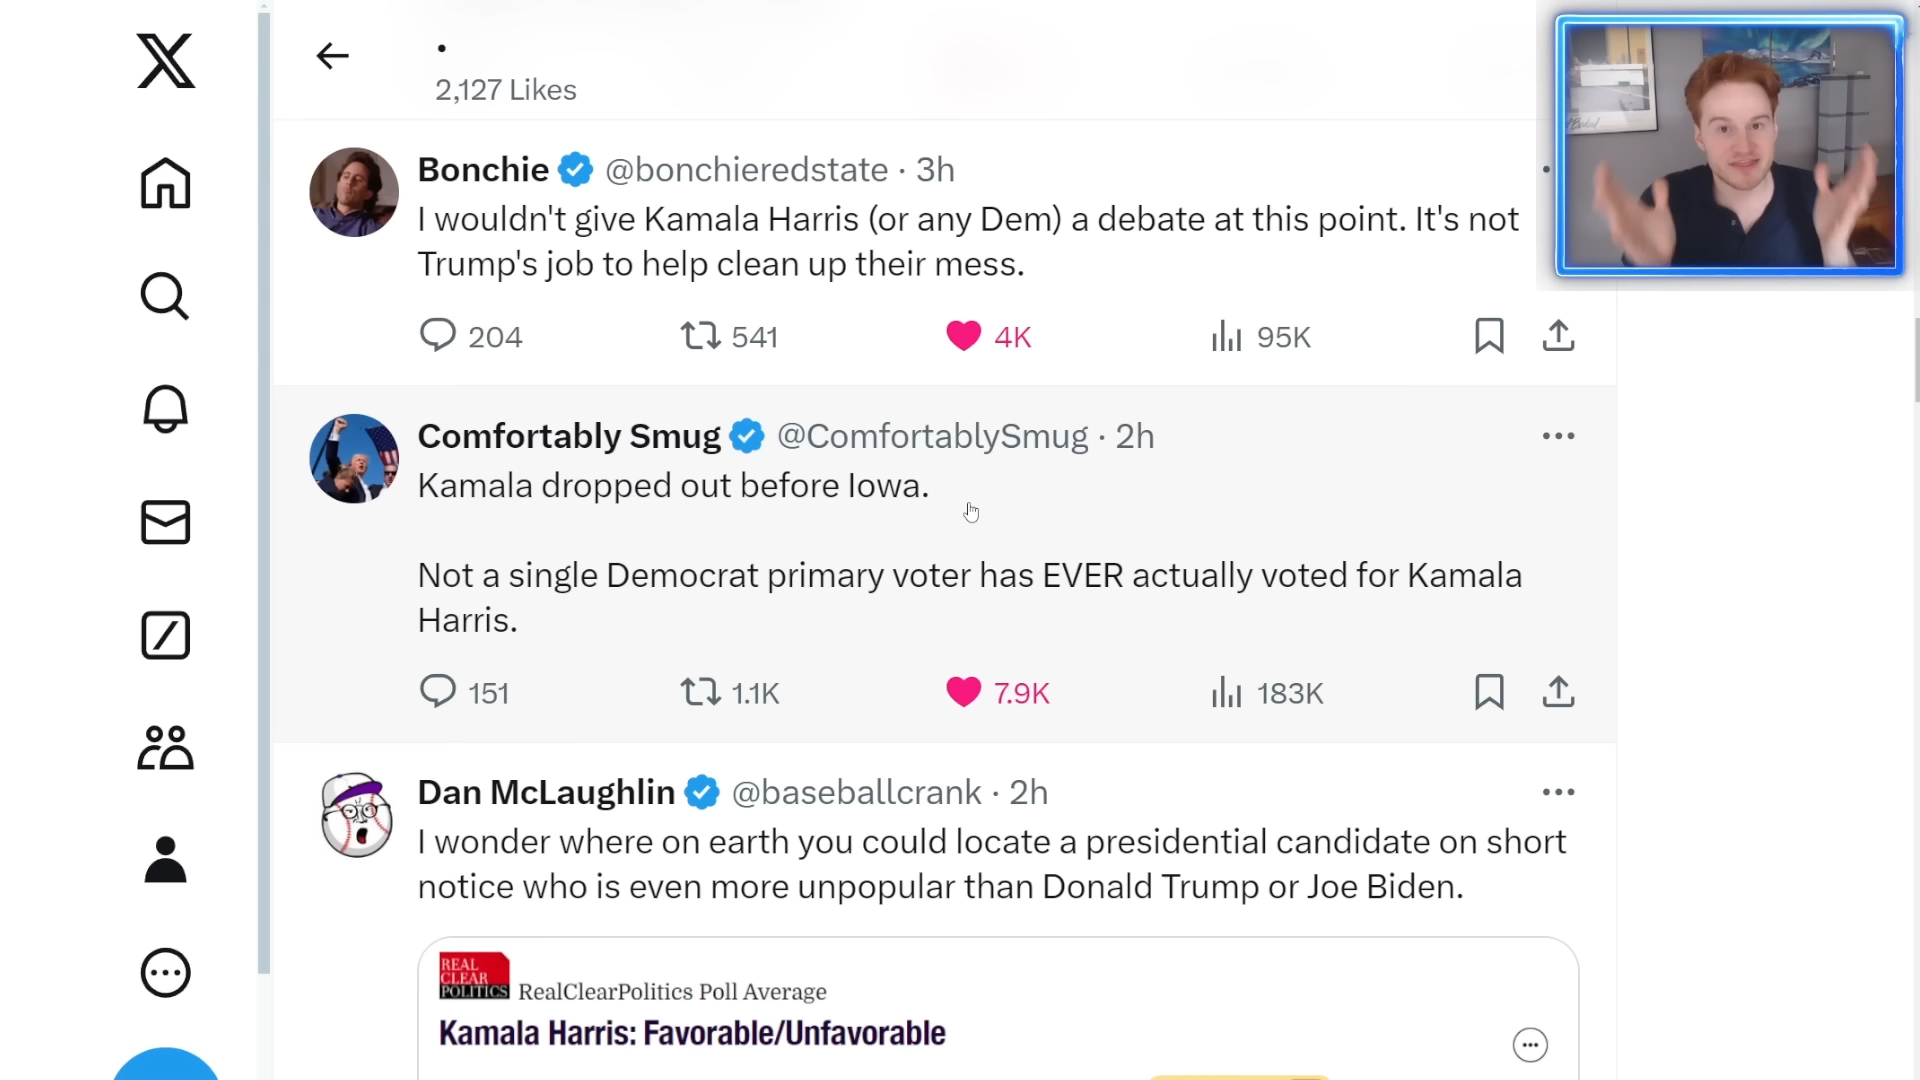 2,127 Likes
Bonchie @bonchieredstate · 3h
I wouldn't give Kamala Harris (or any Dem) a debate at this point. It's not
Trump's job to help clean up their mess.
204 541 4K 95K
Comfortably Smug @ComfortablySmug · 2h
Kamala dropped out before Iowa.
Not a single Democrat primary voter has EVER actually voted for Kamala
Harris.
151 1.1K 7.9K 183K
Dan McLaughlin @baseballcrank · 2h
I wonder where on earth you could locate a presidential candidate on short
notice who is even more unpopular than Donald Trump or Joe Biden.
REAL
CLEAR
POLITICS
RealClearPolitics Poll Average
Kamala Harris: Favorable/Unfavorable